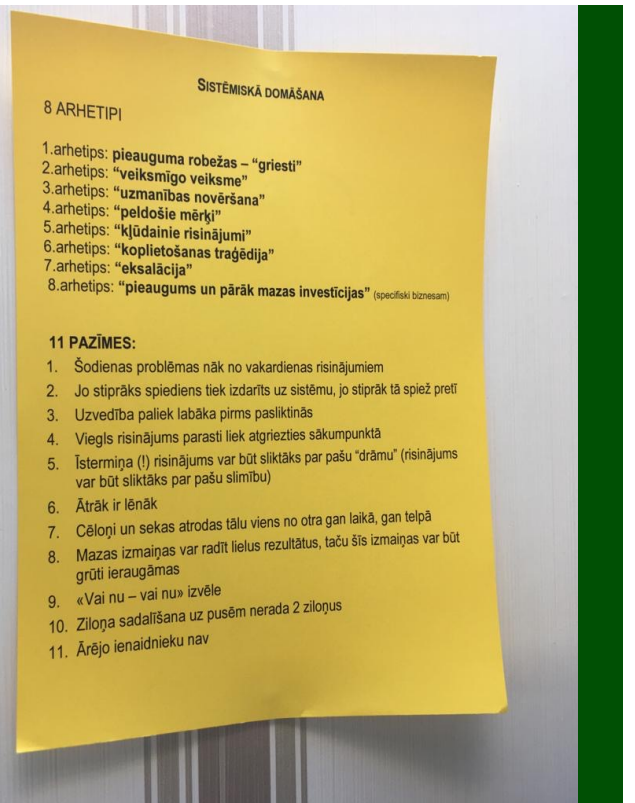 SISTĒMISKĀ DOMĀŠANA
8 ARHETIPI
1.arhetips: pieauguma robežas – “griesti”
2.arhetips: “veiksmīgo veiksme”
3.arhetips: “uzmanības novēršana”
4.arhetips: “peldošie mērķi”
5.arhetips: “kļūdainie risinājumi”
6.arhetips: “koplietošanas traģēdija”
7.arhetips: “eksalācija”
8.arhetips: “pieaugums un pārāk mazas investīcijas” (specifiski biznesam)
11 PAZĪMES:
1. Šodienas problēmas nāk no vakardienas risinājumiem
2. Jo stiprāks spiediens tiek izdarīts uz sistēmu, jo stiprāk tā spiež pretī
3. Uzvedība paliek labāka pirms pasliktinās
4. Viegls risinājums parasti liek atgriezties sākumpunktā
5. Īstermiņa (!) risinājums var būt sliktāks par pašu “drāmu” (risinājums
var būt sliktāks par pašu slimību)
6. Ātrāk ir lēnāk
7. Cēloņi un sekas atrodas tālu viens no otra gan laikā, gan telpā
8. Mazas izmaiņas var radīt lielus rezultātus, taču šīs izmaiņas var būt
grūti ieraugāmas
9. «Vai nu – vai nu» izvēle
10. Ziloņa sadalīšana uz pusēm nerada 2 ziloņus
11. Ārējo ienaidnieku nav